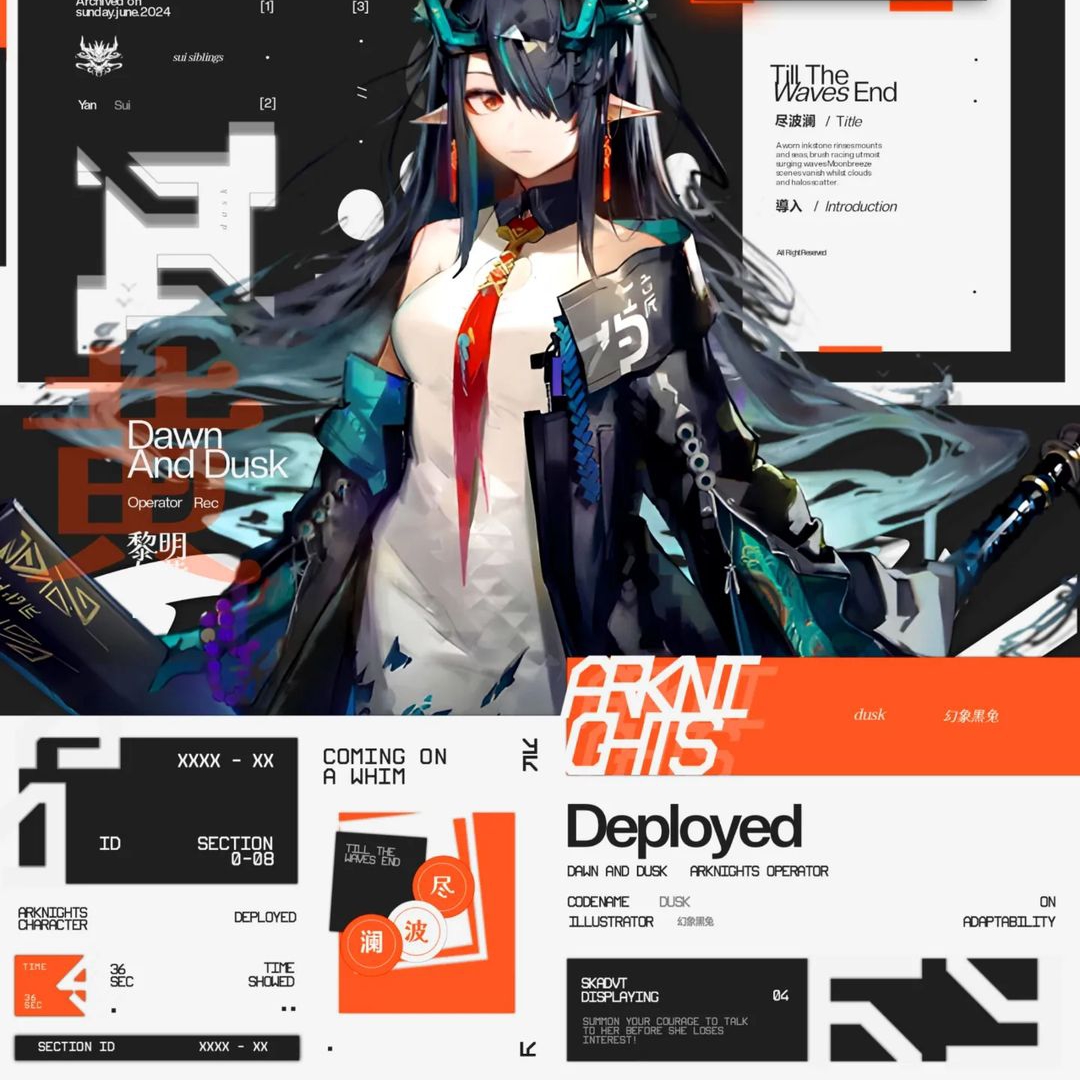 Archived on
sunday.june.2024
[1]
[3]
sui siblings
Yan Sui
[2]
//
dusk
Till The
Waves End
尽波澜 / Title
A worn inkstone rinses mounts
and seas, brush racing utmost
surging waves Moonbreeze
scenes vanish whilst clouds
and halos scatter.
導入 / Introduction
All Right Reserved
黄
Dawn
And Dusk
Operator Rec
黎明
ARKNI
GHTS
dusk
幻象黒兔
XXXX - XX
ID
SECTION
0-08
COMING ON
A WHIM
TILL THE
WAVES END
尽
波
澜
ARKNIGHTS
CHARACTER
DEPLOYED
TIME
36
SEC
36
SEC
TIME
SHOWED
SECTION ID
XXXX - XX
Deployed
DAWN AND DUSK ARKNIGHTS OPERATOR
CODENAME DUSK
ILLUSTRATOR 幻象黒兔
ON
ADAPTABILITY
SKADVT
DISPLAYING
04
SUMMON YOUR COURAGE TO TALK
TO HER BEFORE SHE LOSES
INTEREST!